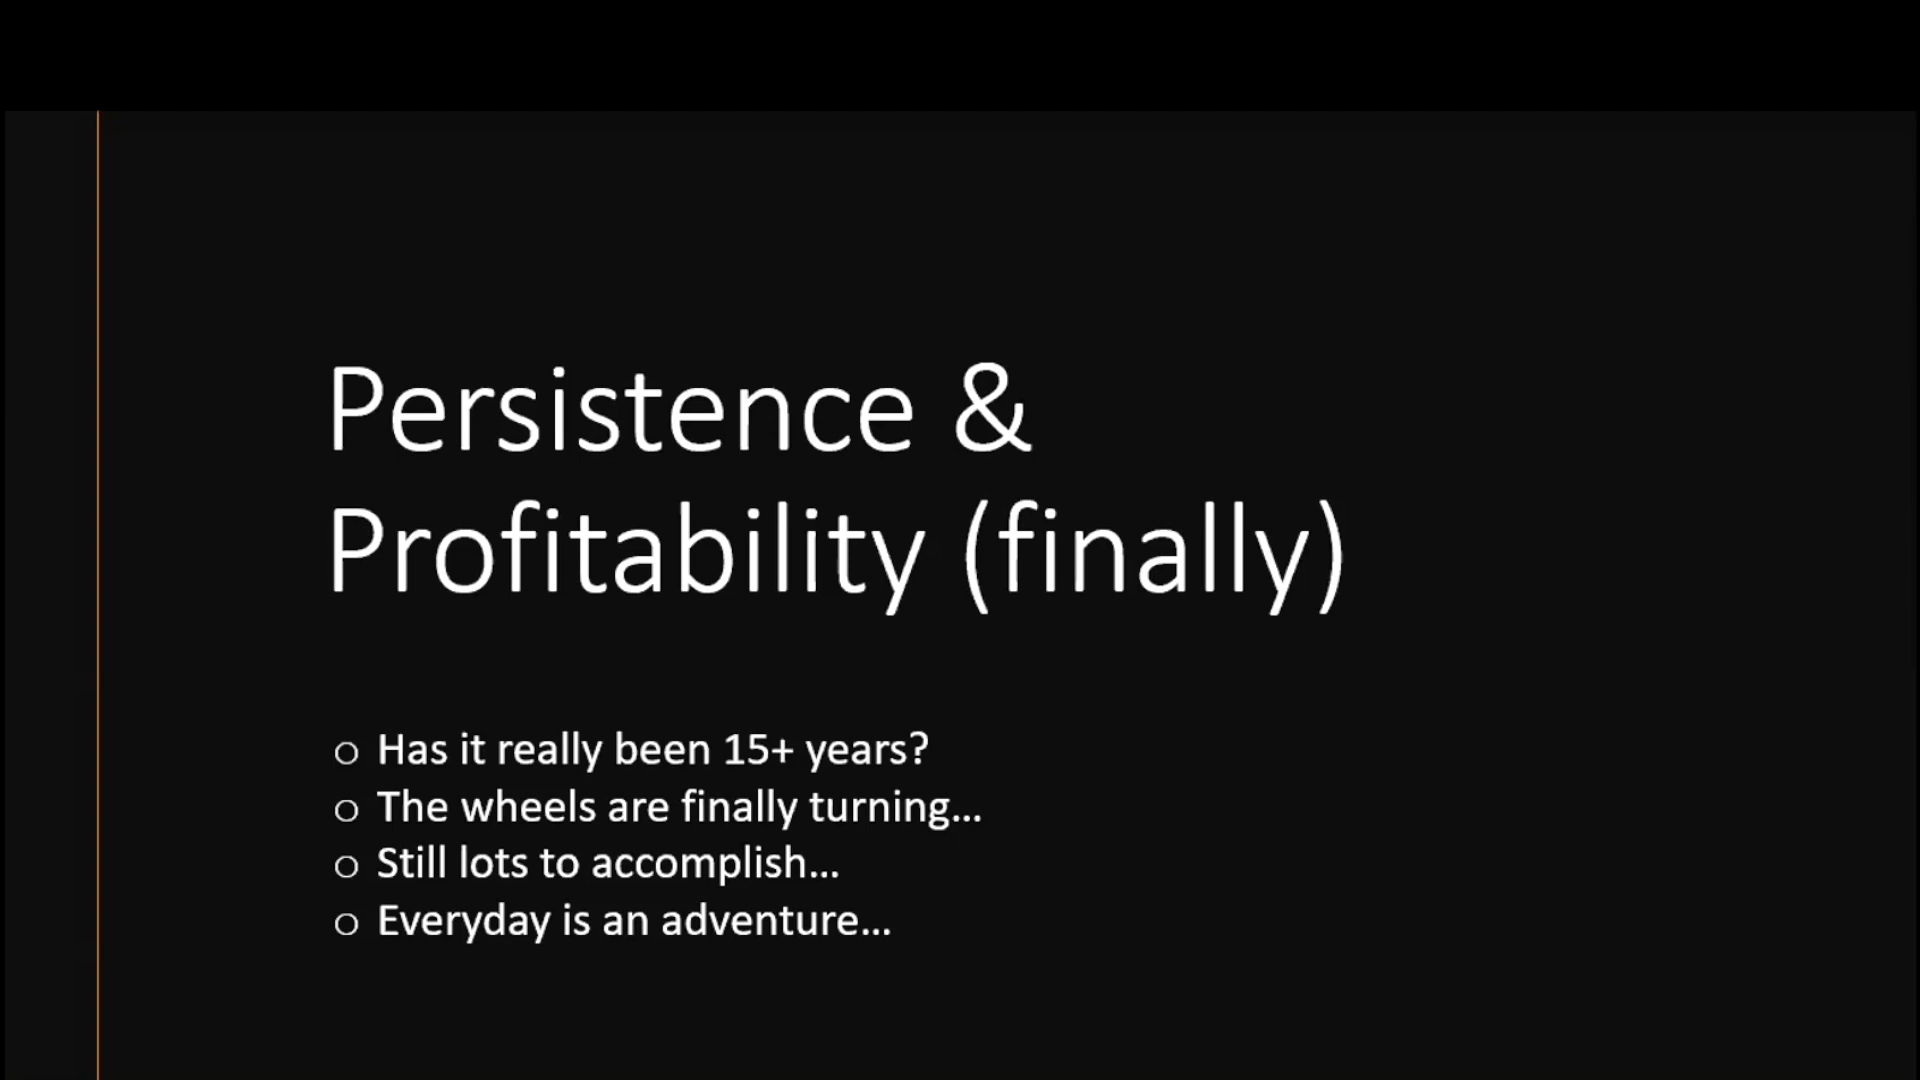 Persistence &
Profitability (finally)
o Has it really been 15+ years?
o The wheels are finally turning...
o Still lots to accomplish...
o Everyday is an adventure...